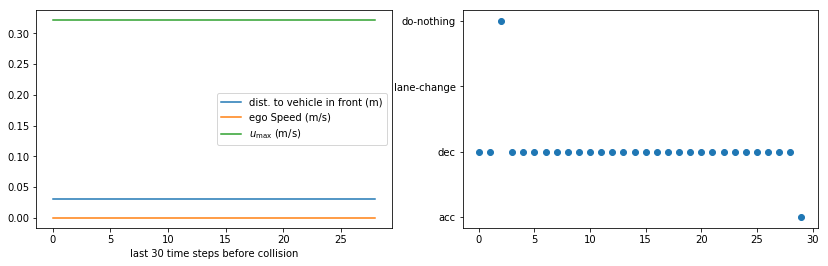 0.30
0.25
0.20
0.15
0.10
0.05
0.00
dist. to vehicle in front (m)
ego Speed (m/s)
u_max (m/s)
0 5 10 15 20 25
last 30 time steps before collision
do-nothing
lane-change
dec
acc
0 5 10 15 20 25 30